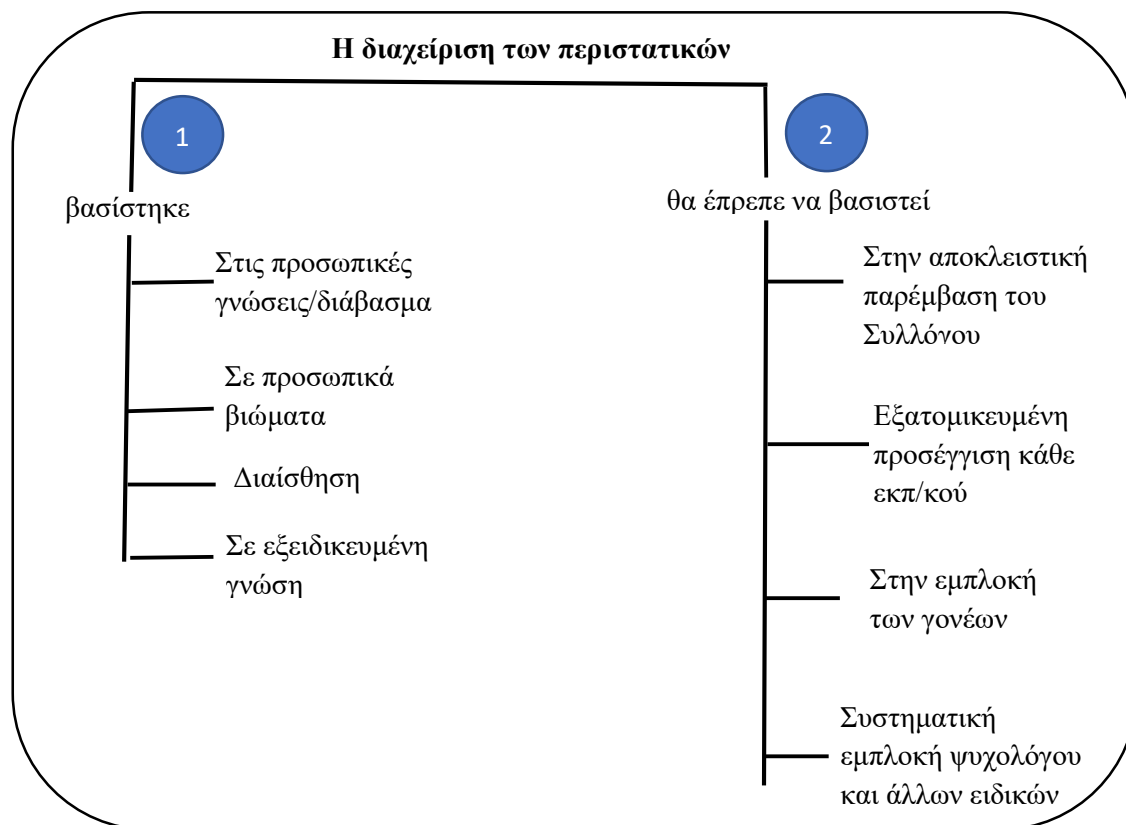 Η διαχείριση των περιστατικών
1
βασίστηκε
Στις προσωπικές
γνώσεις/διάβασμα
Σε προσωπικά
βιώματα
Διαίσθηση
Σε εξειδικευμένη
γνώση
2
θα έπρεπε να βασιστεί
Στην αποκλειστική
παρέμβαση του
Συλλόγου
Εξατομικευμένη
προσέγγιση κάθε
εκπ/κού
Στην εμπλοκή
των γονέων
Συστηματική
εμπλοκή ψυχολόγου
και άλλων ειδικών